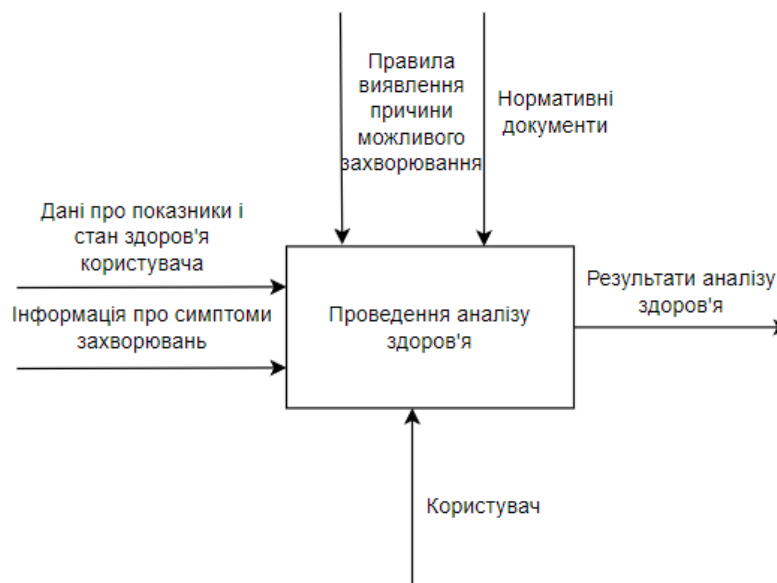 Правила
виявлення
причини
можливого
захворювання
Нормативні
документи
Дані про показники і
стан здоров'я
користувача
Інформація про симптоми
захворювань
Проведення аналізу
здоров'я
Результати аналізу
здоров'я
Користувач